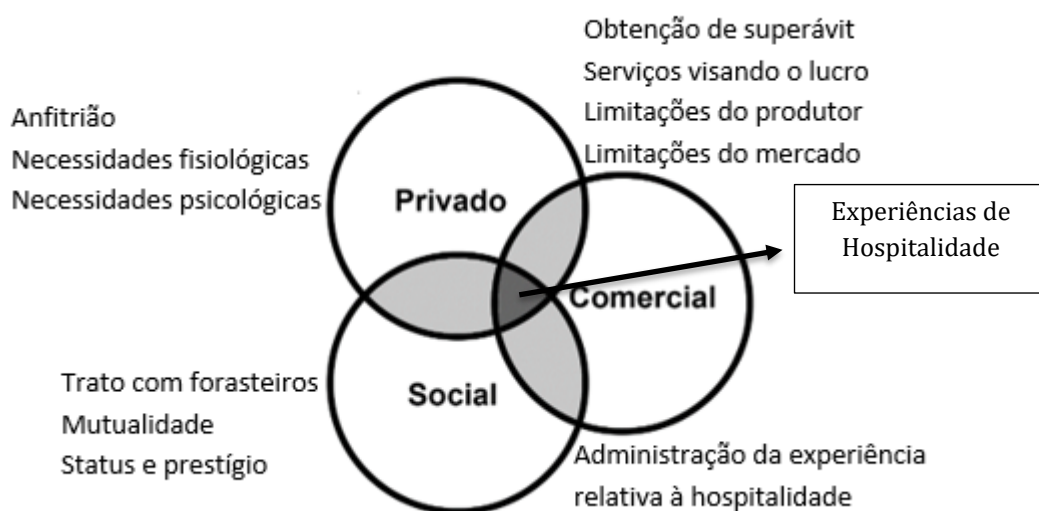 Obtenção de superávit
Serviços visando o lucro
Limitações do produtor
Limitações do mercado
Anfitrião
Necessidades fisiológicas
Necessidades psicológicas
Privado
Experiências de
Hospitalidade
Comercial
Social
Trato com forasteiros
Mutualidade
Status e prestígio
Administração da experiência
relativa à hospitalidade